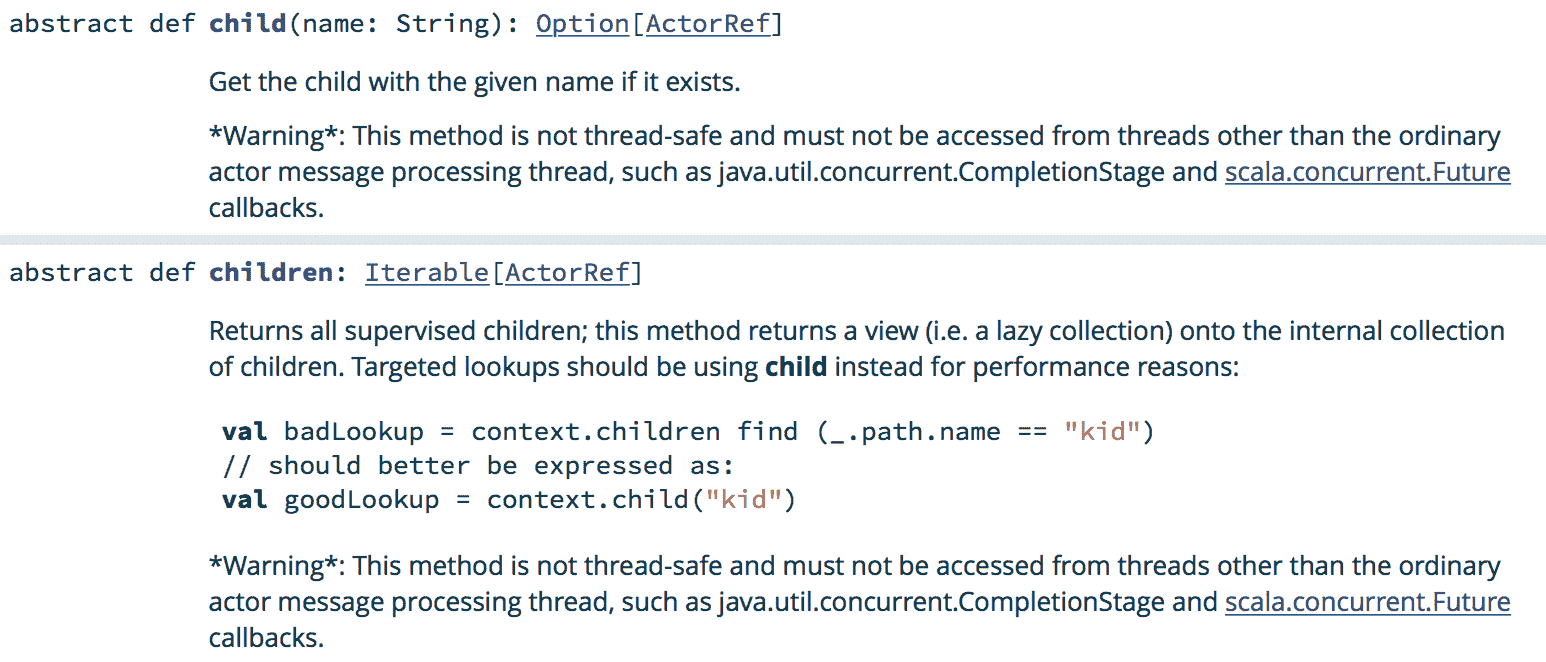 abstract def child(name: String): Option[ActorRef]
Get the child with the given name if it exists.
*Warning*: This method is not thread-safe and must not be accessed from threads other than the ordinary
actor message processing thread, such as java.util.concurrent.CompletionStage and scala.concurrent.Future
callbacks.
abstract def children: Iterable[ActorRef]
Returns all supervised children; this method returns a view (i.e. a lazy collection) onto the internal collection
of children. Targeted lookups should be using child instead for performance reasons:
val badLookup = context.children find (_.path.name == "kid")
// should better be expressed as:
val goodLookup = context.child("kid")
*Warning*: This method is not thread-safe and must not be accessed from threads other than the ordinary
actor message processing thread, such as java.util.concurrent.CompletionStage and scala.concurrent.Future
callbacks.